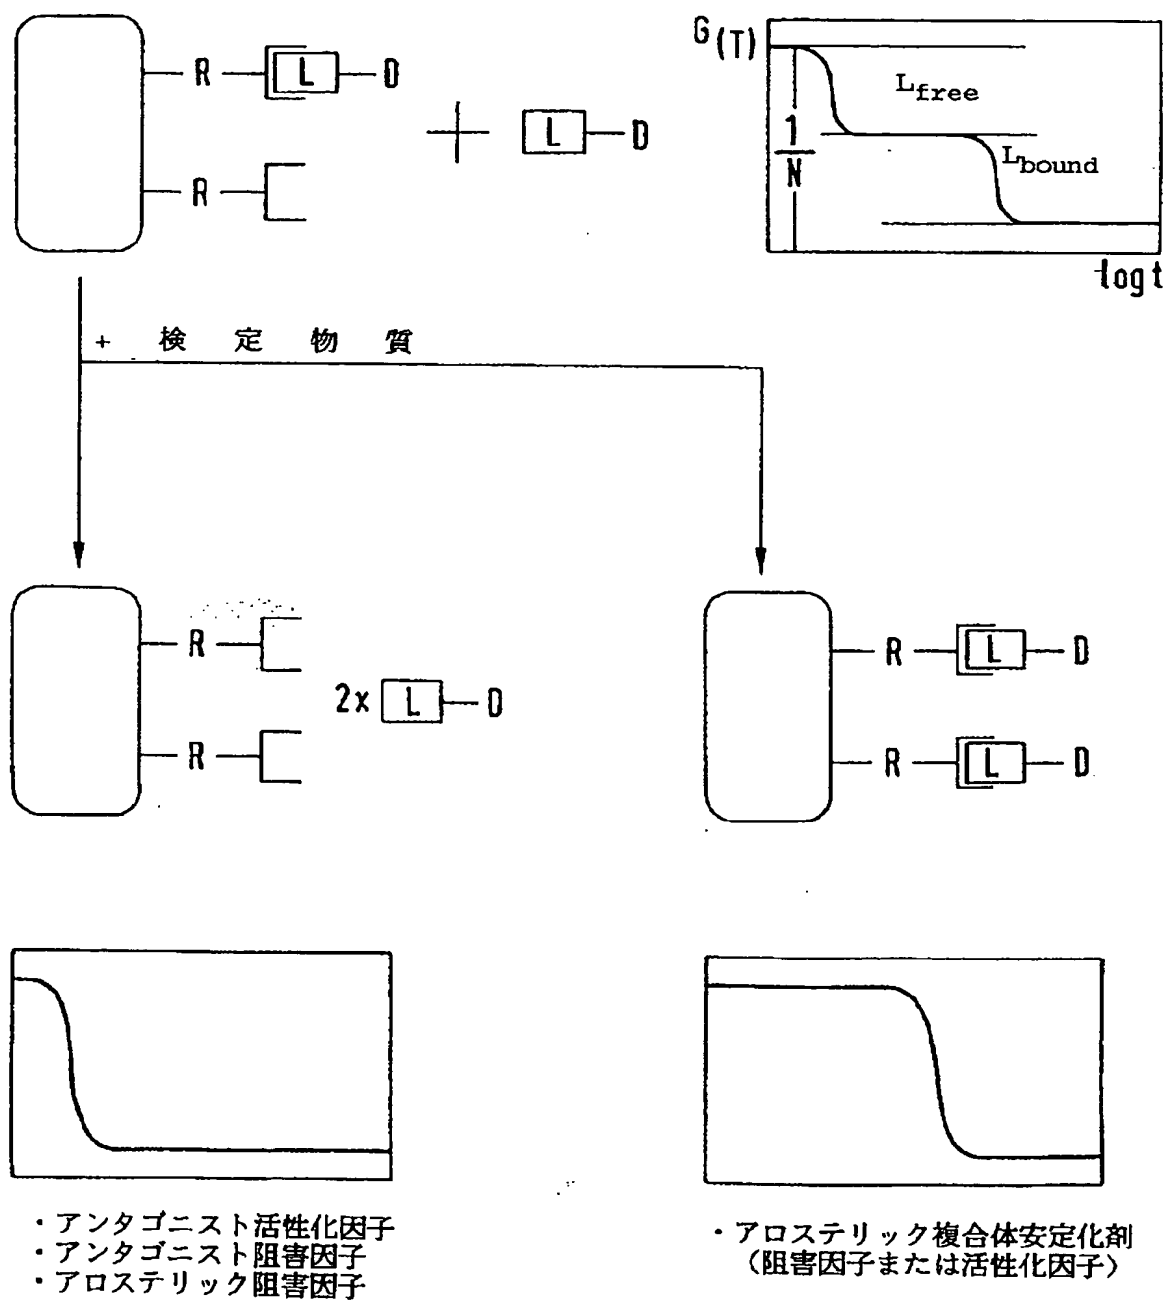 R L D
L D
R
G(T)
Lfree
1
N
Lbound
log t
+ 検定物質
R
2x L D
R
R L D
R L D
・アンタゴニスト活性化因子
・アンタゴニスト阻害因子
・アロステリック阻害因子
・アロステリック複合体安定化剤
(阻害因子または活性化因子)